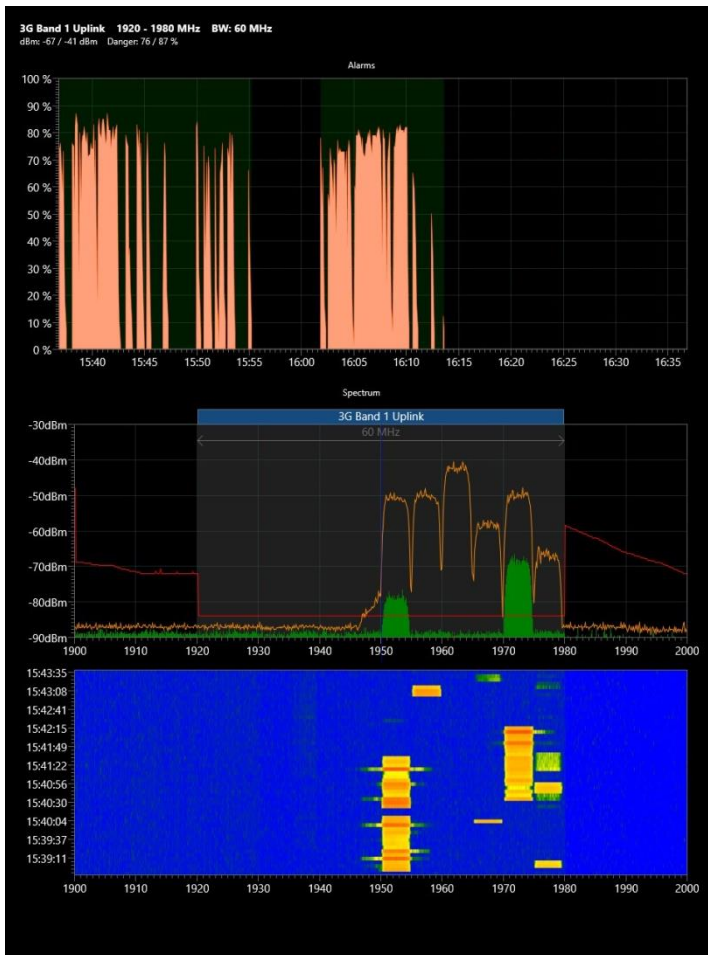 3G Band 1 Uplink 1920 - 1980 MHz BW: 60 MHz
dBm: -67 / -41 dBm Danger: 76 / 87 %
Alarms
100 %
90 %
80 %
70 %
60 %
50 %
40 %
30 %
20 %
10 %
0 %
15:40 15:45 15:50 15:55 16:00 16:05 16:10 16:15 16:20 16:25 16:30 16:35
Spectrum
3G Band 1 Uplink
60 MHz
-30dBm
-40dBm
-50dBm
-60dBm
-70dBm
-80dBm
-90dBm
1900 1910 1920 1930 1940 1950 1960 1970 1980 1990 2000
15:43:35
15:43:08
15:42:41
15:42:15
15:41:49
15:41:22
15:40:56
15:40:30
15:40:04
15:39:37
15:39:11
1900 1910 1920 1930 1940 1950 1960 1970 1980 1990 2000